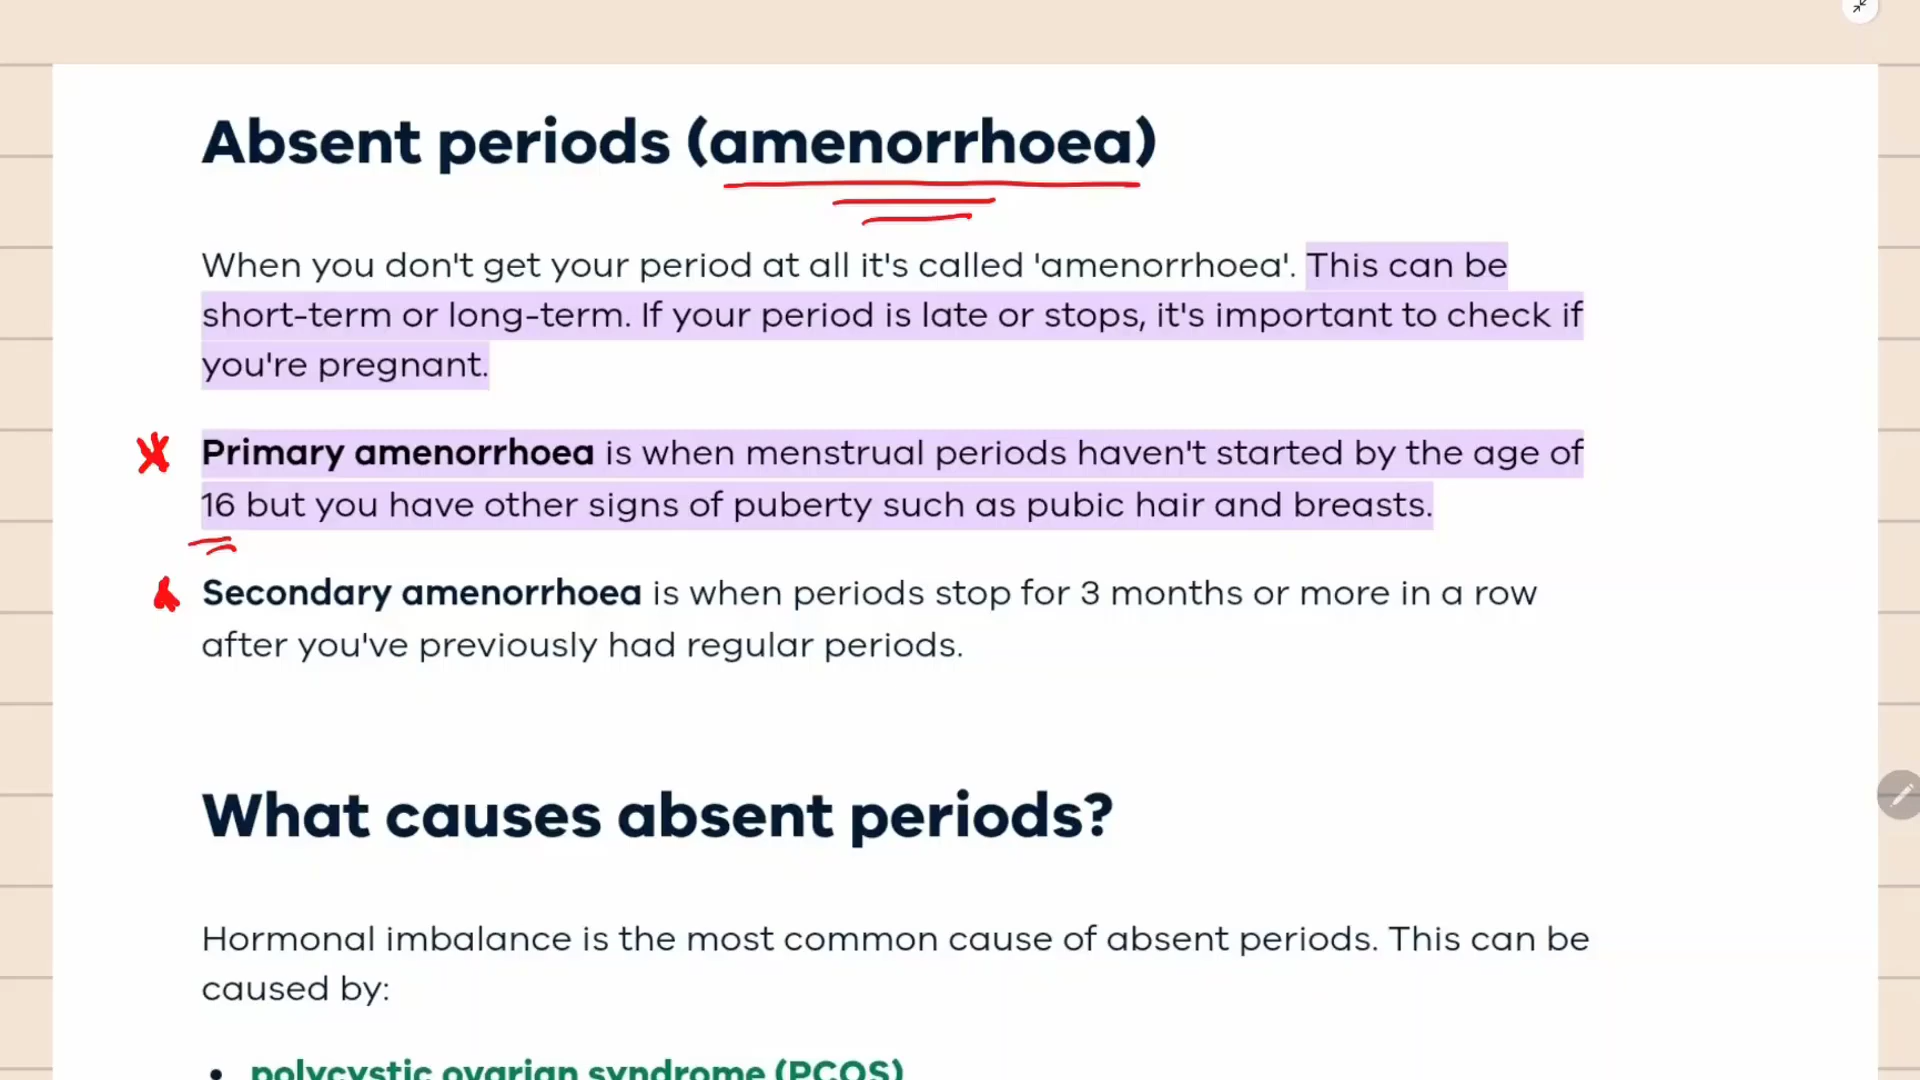 Absent periods (amenorrhoea)
When you don't get your period at all it's called 'amenorrhoea'. This can be
short-term or long-term. If your period is late or stops, it's important to check if
you're pregnant.
Primary amenorrhoea is when menstrual periods haven't started by the age of
16 but you have other signs of puberty such as pubic hair and breasts.
Secondary amenorrhoea is when periods stop for 3 months or more in a row
after you've previously had regular periods.
What causes absent periods?
Hormonal imbalance is the most common cause of absent periods. This can be
caused by:
• polycystic ovarian syndrome (PCOS)